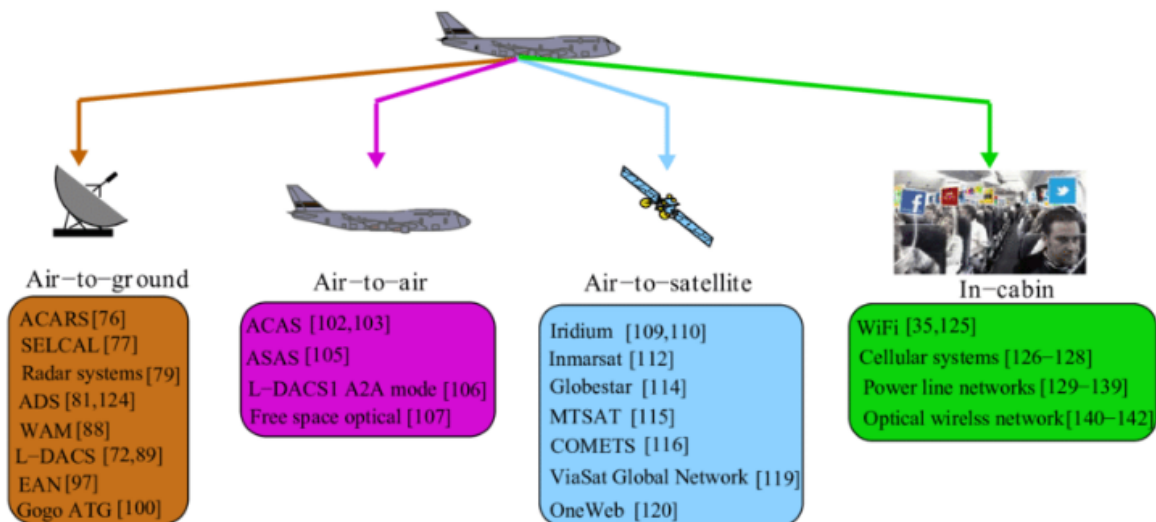 Air-to-ground
ACARS [76]
SELCAL [77]
Radar systems [79]
ADS [81,124]
WAM [88]
L-DACS [72,89]
EAN [97]
Gogo ATG [100]
Air-to-air
ACAS [102,103]
ASAS [105]
L-DACS1 A2A mode [106]
Free space optical [107]
Air-to-satellite
Iridium [109,110]
Inmarsat [112]
Globestar [114]
MTSAT [115]
COMETS [116]
ViaSat Global Network [119]
OneWeb [120]
In-cabin
WiFi [35,125]
Cellular systems [126-128]
Power line networks [129-139]
Optical wirelss network[140-142]